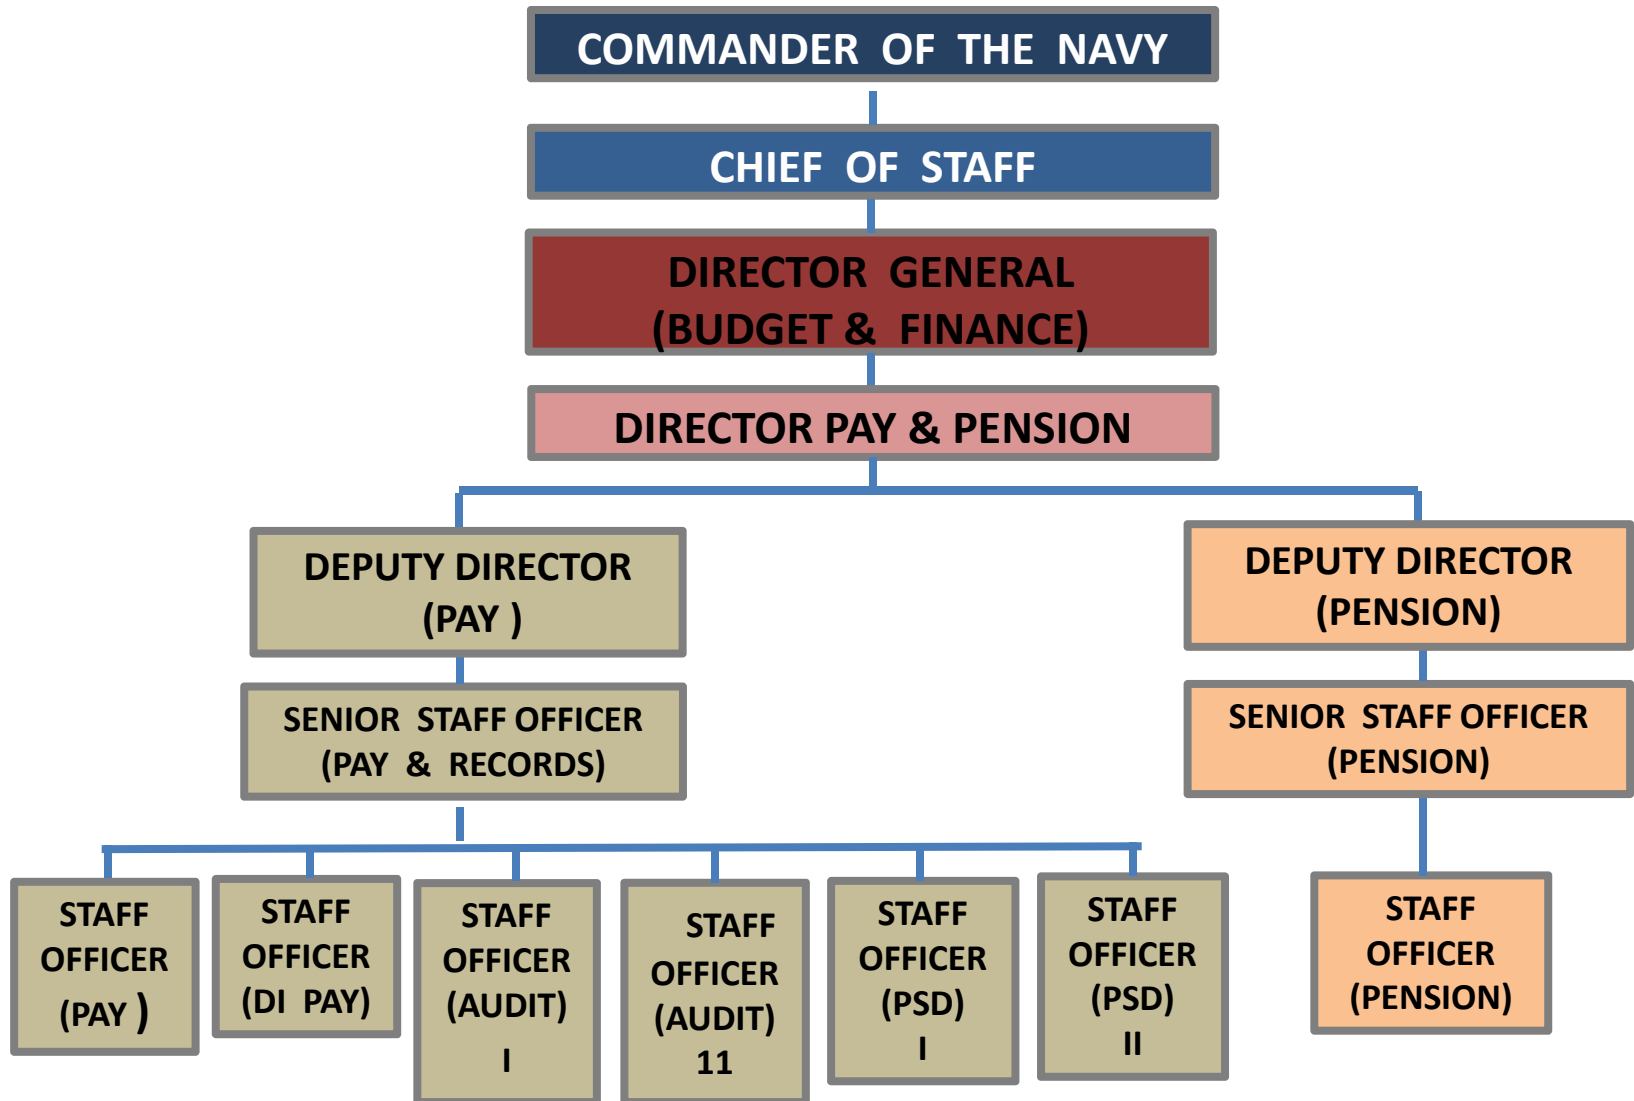 COMMANDER OF THE NAVY
CHIEF OF STAFF
DIRECTOR GENERAL
(BUDGET & FINANCE)
DIRECTOR PAY & PENSION
DEPUTY DIRECTOR
(PAY )
DEPUTY DIRECTOR
(PENSION)
SENIOR STAFF OFFICER
(PAY & RECORDS)
SENIOR STAFF OFFICER
(PENSION)
STAFF
OFFICER
(PAY )
STAFF
OFFICER
(DI PAY)
STAFF
OFFICER
(AUDIT)
I
STAFF
OFFICER
(AUDIT)
11
STAFF
OFFICER
(PSD)
I
STAFF
OFFICER
(PSD)
II
STAFF
OFFICER
(PENSION)